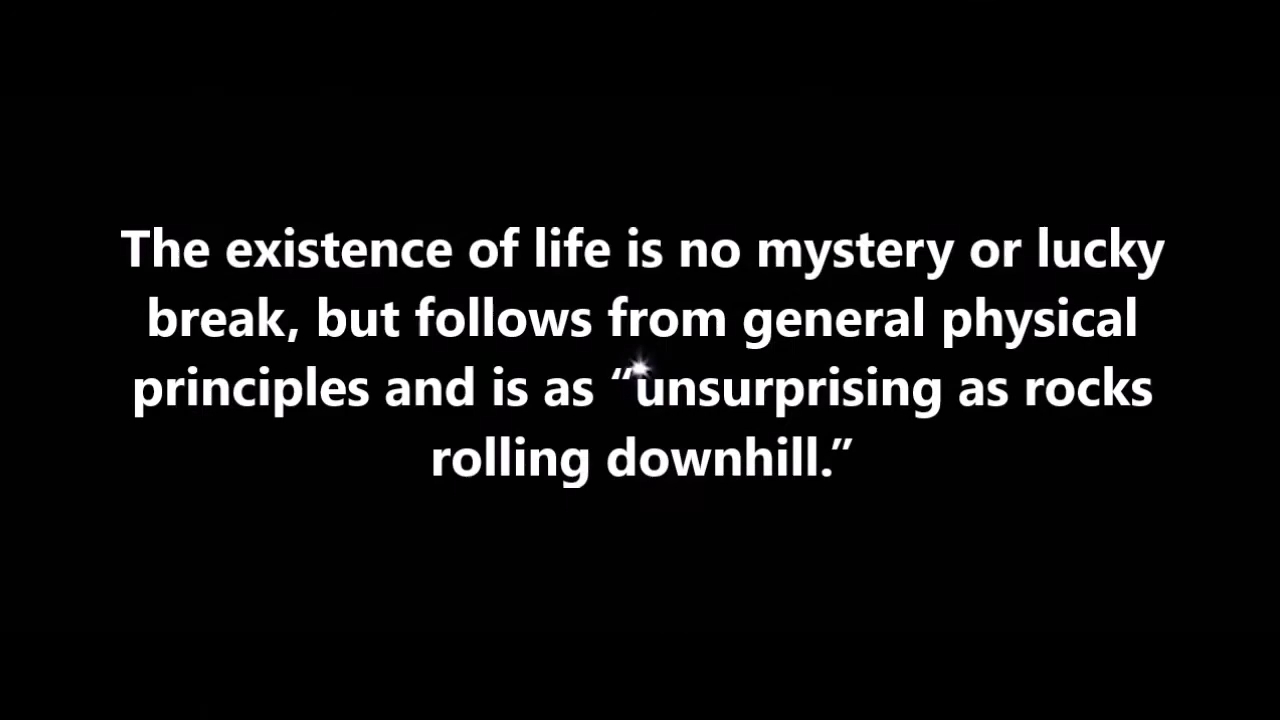 The existence of life is no mystery or lucky
break, but follows from general physical
principles and is as “unsurprising as rocks
rolling downhill.”